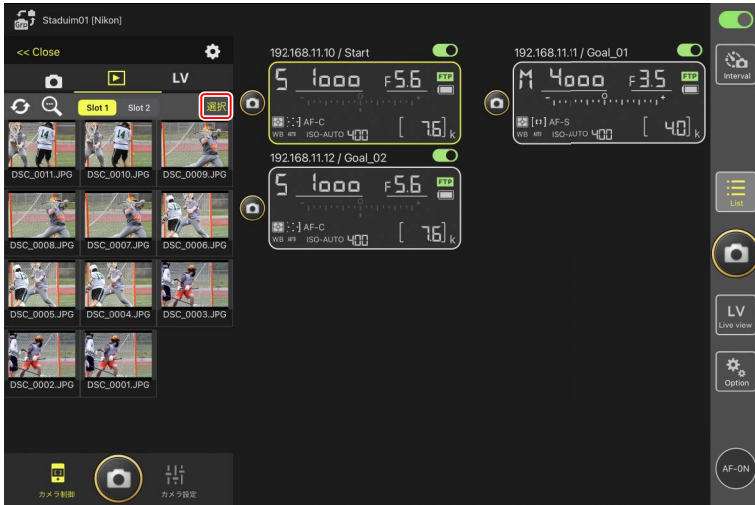 Grp
Staduim01 [Nikon]
<< Close
LV
Slot 1
Slot 2
選択
DSC_0011.JPG
DSC_0010.JPG
DSC_0009.JPG
DSC_0008.JPG
DSC_0007.JPG
DSC_0006.JPG
DSC_0005.JPG
DSC_0004.JPG
DSC_0003.JPG
DSC_0002.JPG
DSC_0001.JPG
カメラ制御
カメラ設定
192.168.11.10 / Start
S 1000 F5.6 FTP
AF-C
WB AUTO ISO-AUTO 400 [ 7.6] k
192.168.11.11 / Goal_01
M 4000 F3.5 FTP
AF-S
WB AUTO ISO-AUTO 400 [ 4.0] k
192.168.11.12 / Goal_02
S 1000 F5.6 FTP
AF-C
WB AUTO ISO-AUTO 400 [ 7.6] k
Interval
List
LV
Live view
Option
AF-ON